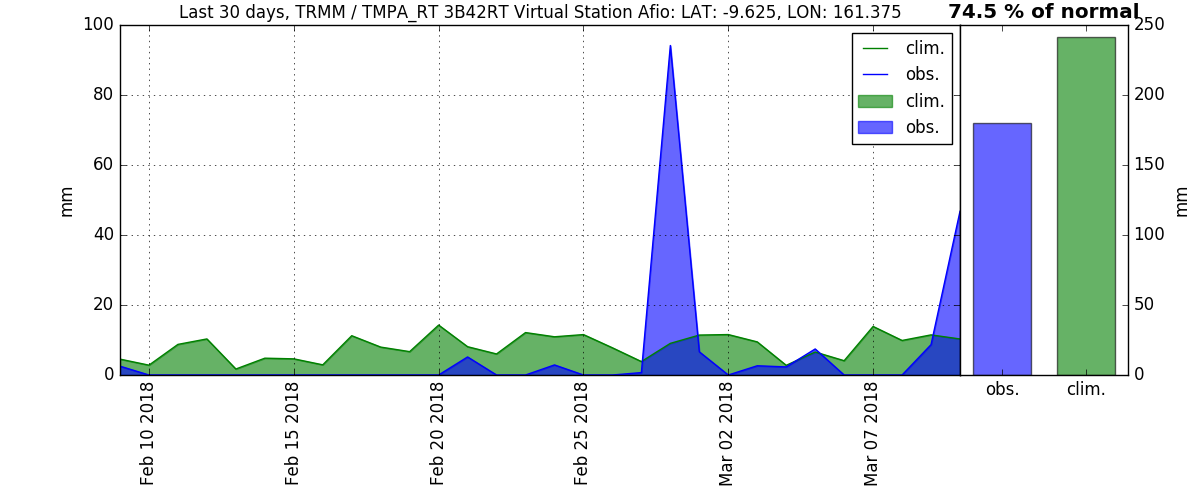 Last 30 days, TRMM / TMPA_RT 3B42RT Virtual Station Afio: LAT: -9.625, LON: 161.375
74.5 % of normal
100
80
60
40
20
0
mm
clim.
obs.
clim.
obs.
250
200
150
100
50
0
mm
Feb 10 2018
Feb 15 2018
Feb 20 2018
Feb 25 2018
Mar 02 2018
Mar 07 2018
obs.
clim.